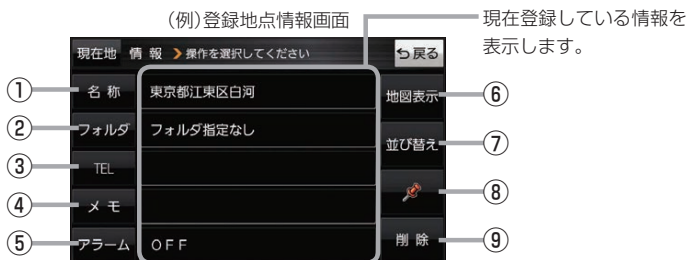 (例)登録地点情報画面
現在登録している情報を
表示します。
現在地 情 報 操作を選択してください 戻る
① 名 称 東京都江東区白河 地図表示 ⑥
② フォルダ フォルダ指定なし 並び替え ⑦
③ TEL ⑧
④ メ モ
⑤ アラーム OFF 削 除 ⑨